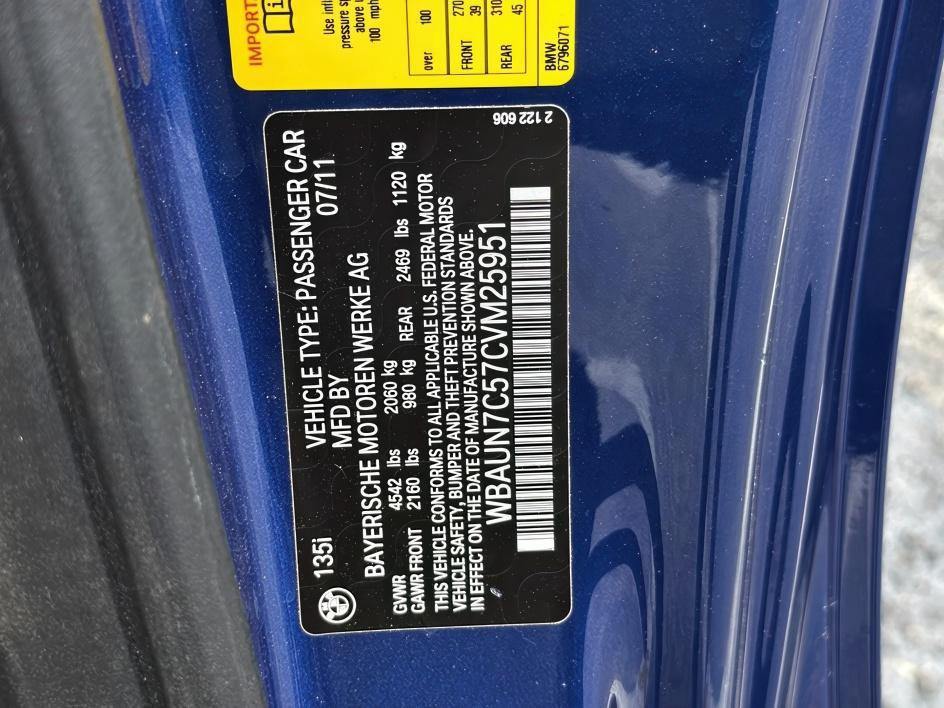 135i VEHICLE TYPE: PASSENGER CAR
MFD BY 07/11
BAYERISCHE MOTOREN WERKE AG
GVWR 4542 lbs 2060 kg
GAWR FRONT 2160 lbs 980 kg REAR 2469 lbs 1120 kg
THIS VEHICLE CONFORMS TO ALL APPLICABLE U.S. FEDERAL MOTOR
VEHICLE SAFETY, BUMPER AND THEFT PREVENTION STANDARDS
IN EFFECT ON THE DATE OF MANUFACTURE SHOWN ABOVE.
WBAUN7C57CVM25951
2 122 606
IMPORT
Use infl
pressure sp
above
100 mph
over 100
FRONT 270
39
REAR 310
45
BMW
6796071